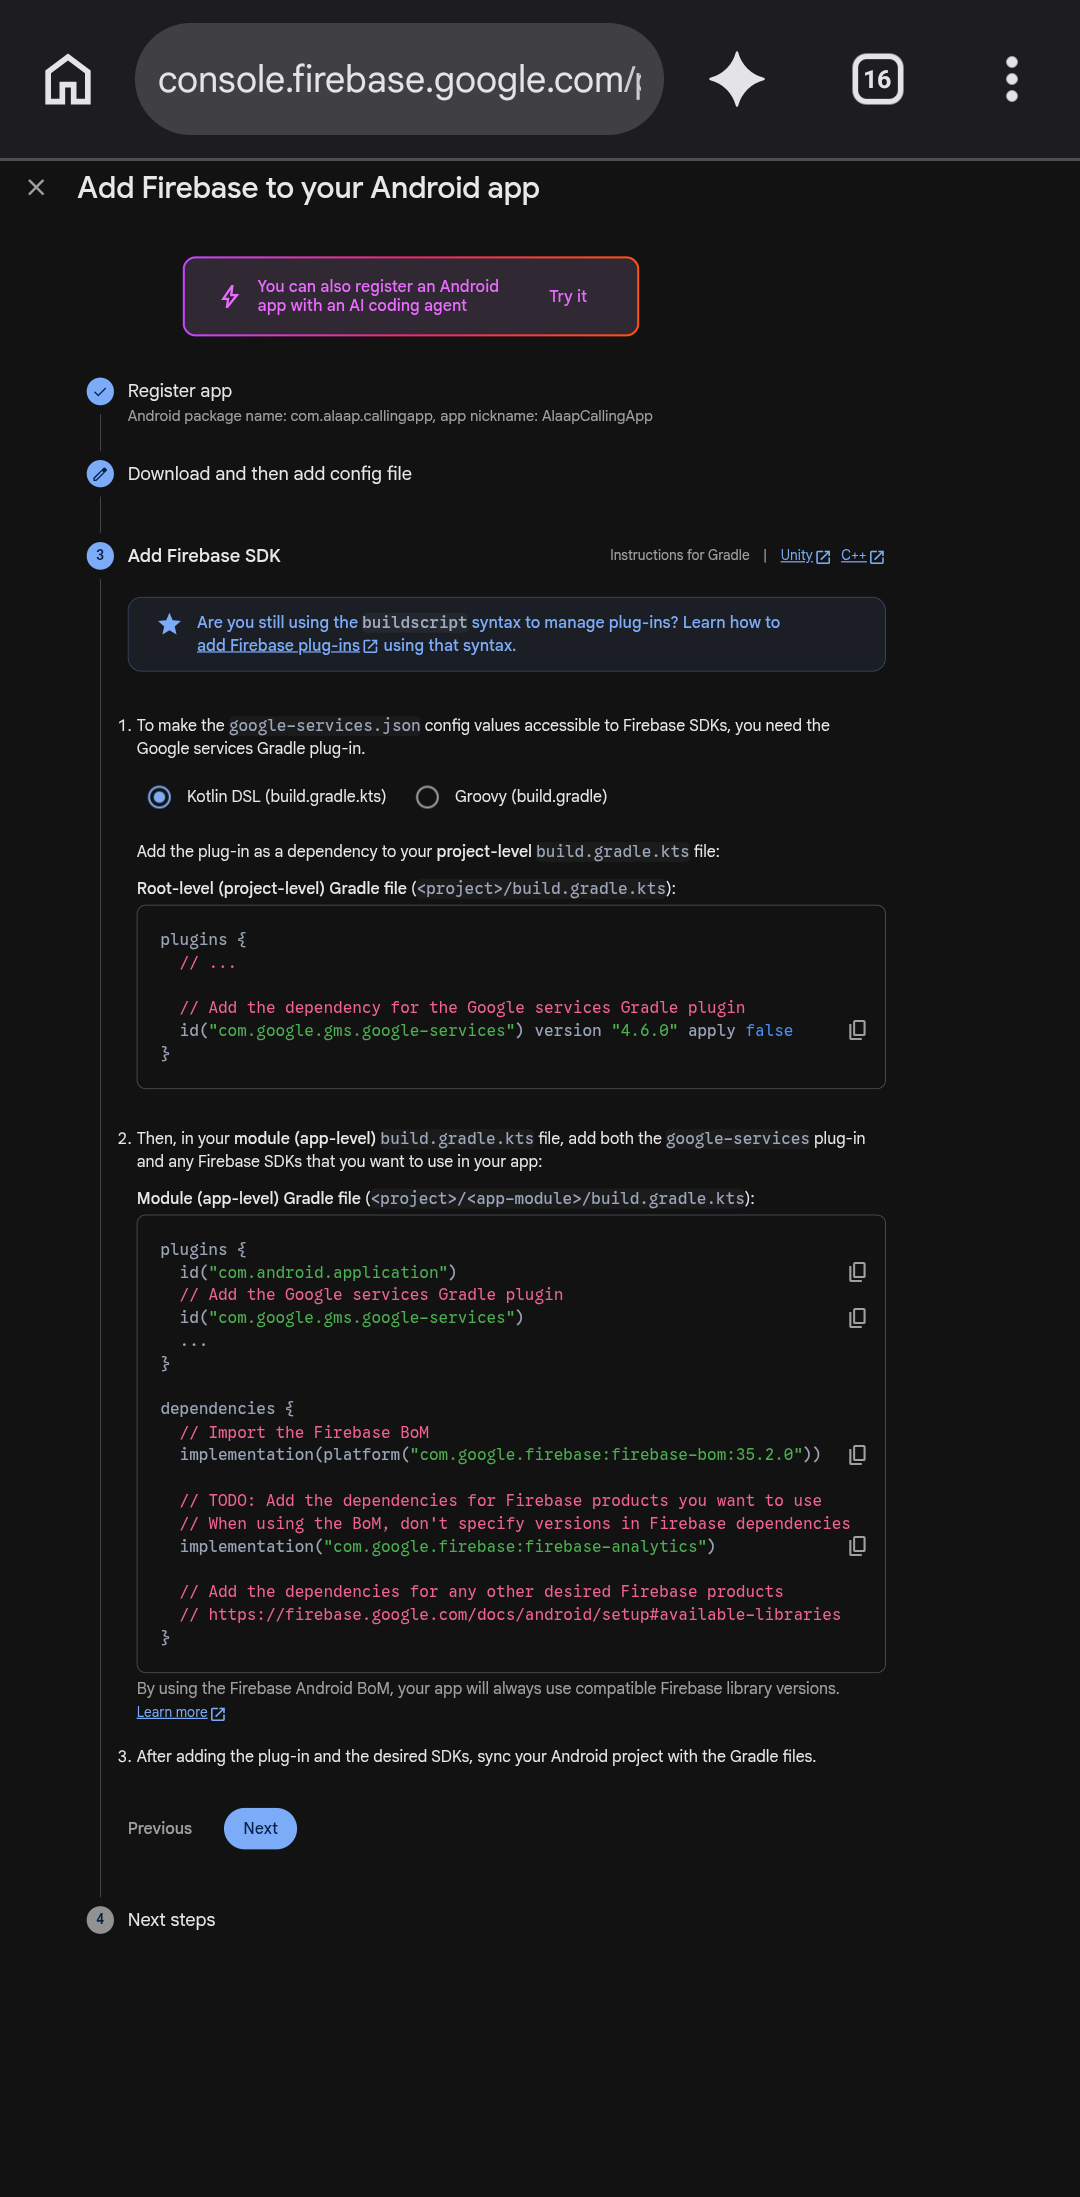 console.firebase.google.com/
16
Add Firebase to your Android app
You can also register an Android
app with an AI coding agent
Try it
Register app
Android package name: com.alaap.callingapp, app nickname: AlaapCallingApp
Download and then add config file
3
Add Firebase SDK
Instructions for Gradle | Unity C++
Are you still using the buildscript syntax to manage plug-ins? Learn how to
add Firebase plug-ins using that syntax.
1. To make the google-services.json config values accessible to Firebase SDKs, you need the
Google services Gradle plug-in.
Kotlin DSL (build.gradle.kts) Groovy (build.gradle)
Add the plug-in as a dependency to your project-level build.gradle.kts file:
Root-level (project-level) Gradle file (<project>/build.gradle.kts):
plugins {
// ...
// Add the dependency for the Google services Gradle plugin
id("com.google.gms.google-services") version "4.6.0" apply false
}
2. Then, in your module (app-level) build.gradle.kts file, add both the google-services plug-in
and any Firebase SDKs that you want to use in your app:
Module (app-level) Gradle file (<project>/<app-module>/build.gradle.kts):
plugins {
id("com.android.application")
// Add the Google services Gradle plugin
id("com.google.gms.google-services")
...
}
dependencies {
// Import the Firebase BoM
implementation(platform("com.google.firebase:firebase-bom:35.2.0"))
// TODO: Add the dependencies for Firebase products you want to use
// When using the BoM, don't specify versions in Firebase dependencies
implementation("com.google.firebase:firebase-analytics")
// Add the dependencies for any other desired Firebase products
// https://firebase.google.com/docs/android/setup#available-libraries
}
By using the Firebase Android BoM, your app will always use compatible Firebase library versions.
Learn more
3. After adding the plug-in and the desired SDKs, sync your Android project with the Gradle files.
Previous
Next
4
Next steps